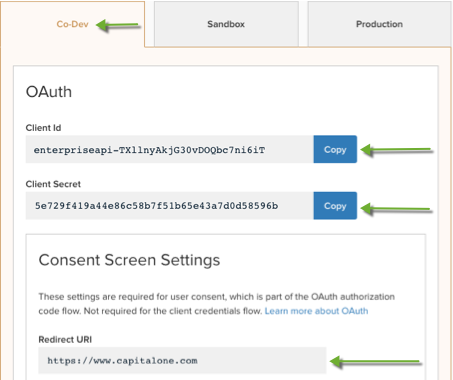 Co-Dev
Sandbox
Production
OAuth
Client Id
enterpriseapi-TXllnyAkjG30vDOQbc7ni6iT
Copy
Client Secret
5e729f419a44e86c58b7f51b65e43a7d0d58596b
Copy
Consent Screen Settings
These settings are required for user consent, which is part of the OAuth authorization
code flow. Not required for the client credentials flow. Learn more about OAuth
Redirect URI
https://www.capitalone.com